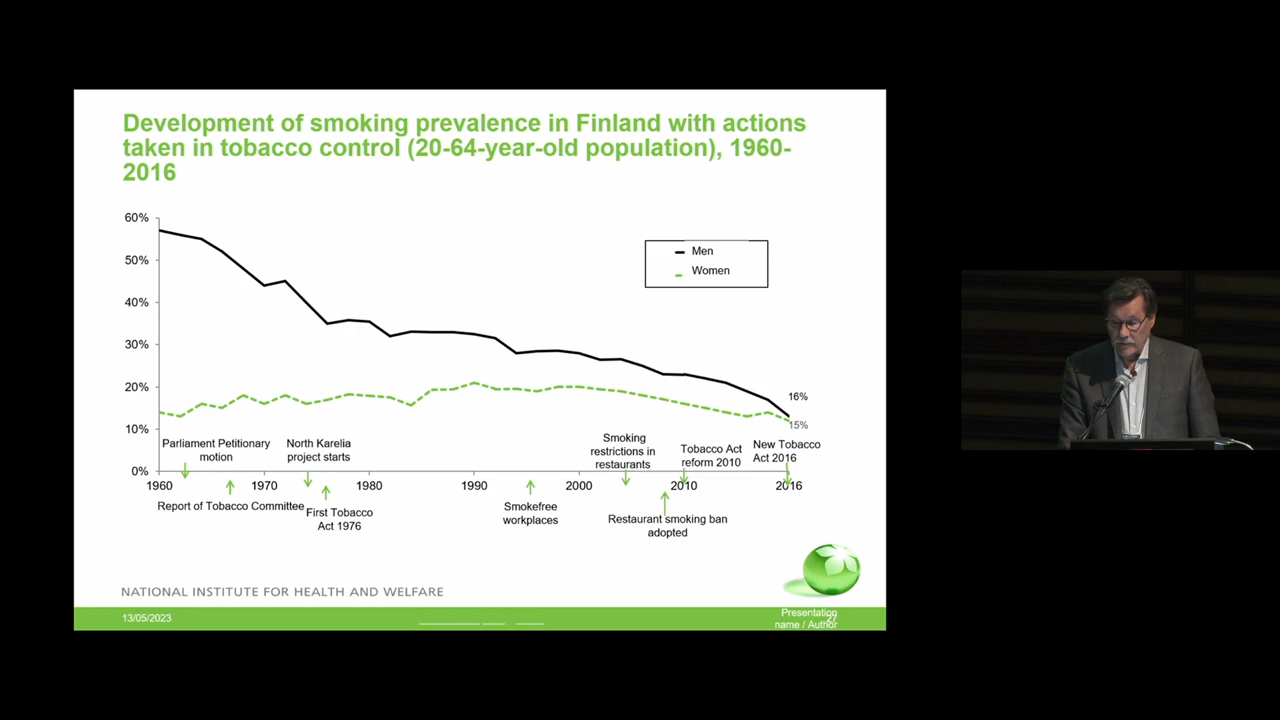 Development of smoking prevalence in Finland with actions
taken in tobacco control (20-64-year-old population), 1960-
2016
60%
50%
40%
30%
20%
10%
0%
Men
Women
16%
15%
Parliament Petitionary
motion
North Karelia
project starts
Smoking
restrictions in
restaurants
Tobacco Act
reform 2010
New Tobacco
Act 2016
1960
1970
1980
1990
2000
2010
2016
Report of Tobacco Committee
First Tobacco
Act 1976
Smokefree
workplaces
Restaurant smoking ban
adopted
NATIONAL INSTITUTE FOR HEALTH AND WELFARE
13/05/2023
Presentation
name / Author
27